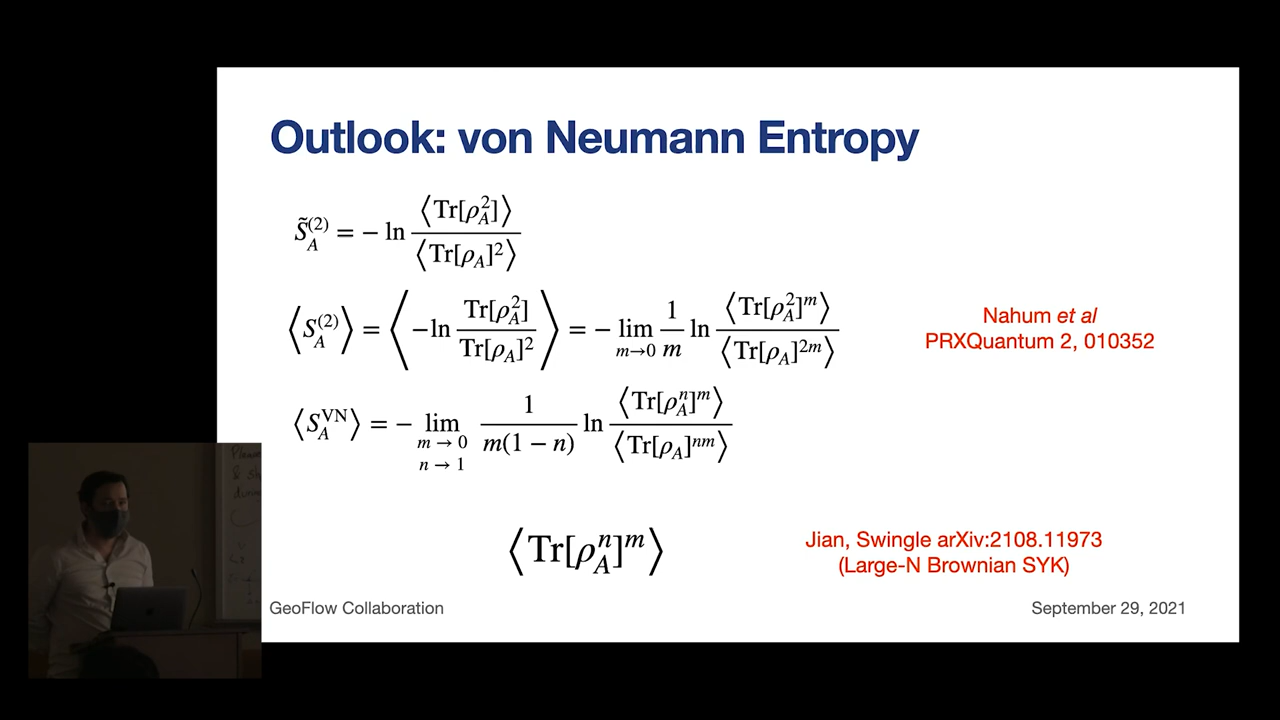 Outlook: von Neumann Entropy
S̃_A^(2) = − ln ⟨Tr[ρ_A^2]⟩ / ⟨Tr[ρ_A]^2⟩
⟨S_A^(2)⟩ = ⟨ −ln Tr[ρ_A^2] / Tr[ρ_A]^2 ⟩ = − lim_{m→0} 1/m ln ⟨Tr[ρ_A^2]^m⟩ / ⟨Tr[ρ_A]^{2m}⟩
Nahum et al
PRXQuantum 2, 010352
⟨S_A^VN⟩ = − lim_{m → 0, n → 1} 1 / m(1 − n) ln ⟨Tr[ρ_A^n]^m⟩ / ⟨Tr[ρ_A]^{nm}⟩
⟨Tr[ρ_A^n]^m⟩
Jian, Swingle arXiv:2108.11973
(Large-N Brownian SYK)
GeoFlow Collaboration
September 29, 2021